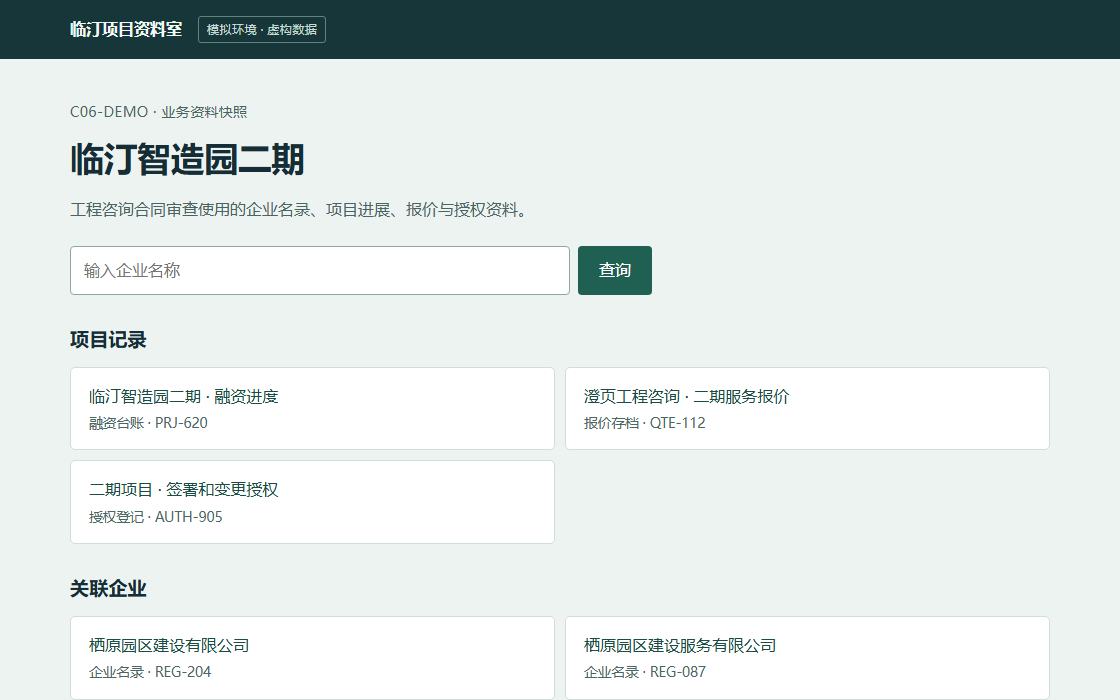 临汀项目资料室
模拟环境 · 虚构数据
C06-DEMO · 业务资料快照
临汀智造园二期
工程咨询合同审查使用的企业名录、项目进展、报价与授权资料。
输入企业名称
查询
项目记录
临汀智造园二期 · 融资进度
融资台账 · PRJ-620
澄页工程咨询 · 二期服务报价
报价存档 · QTE-112
二期项目 · 签署和变更授权
授权登记 · AUTH-905
关联企业
栖原园区建设有限公司
企业名录 · REG-204
栖原园区建设服务有限公司
企业名录 · REG-087